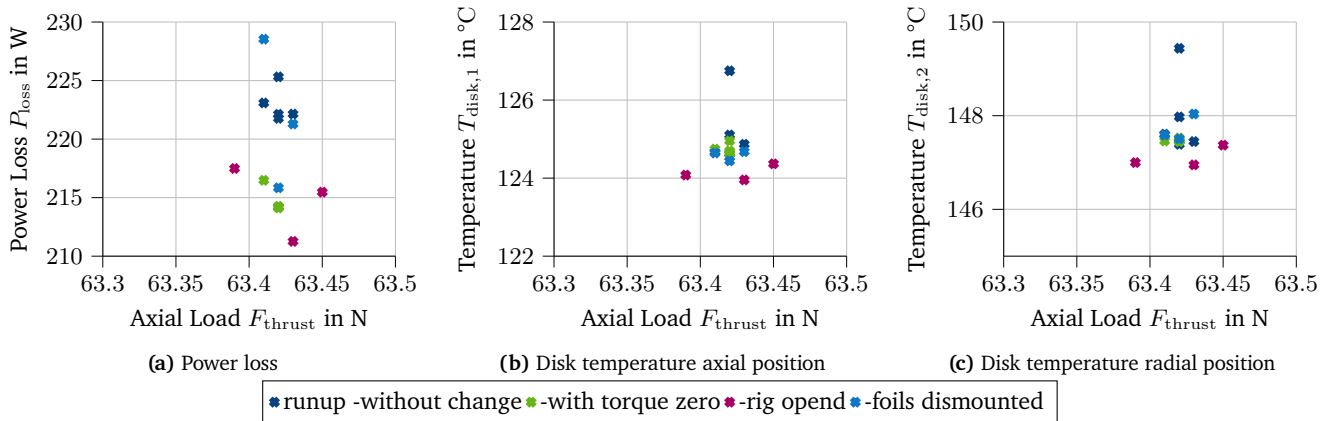 230
225
220
215
210
Power Loss P_loss in W
63.3 63.35 63.4 63.45 63.5
Axial Load F_thrust in N
(a) Power loss
128
126
124
122
Temperature T_disk,1 in °C
63.3 63.35 63.4 63.45 63.5
Axial Load F_thrust in N
(b) Disk temperature axial position
150
148
146
Temperature T_disk,2 in °C
63.3 63.35 63.4 63.45 63.5
Axial Load F_thrust in N
(c) Disk temperature radial position
runup -without change -with torque zero -rig opend -foils dismounted